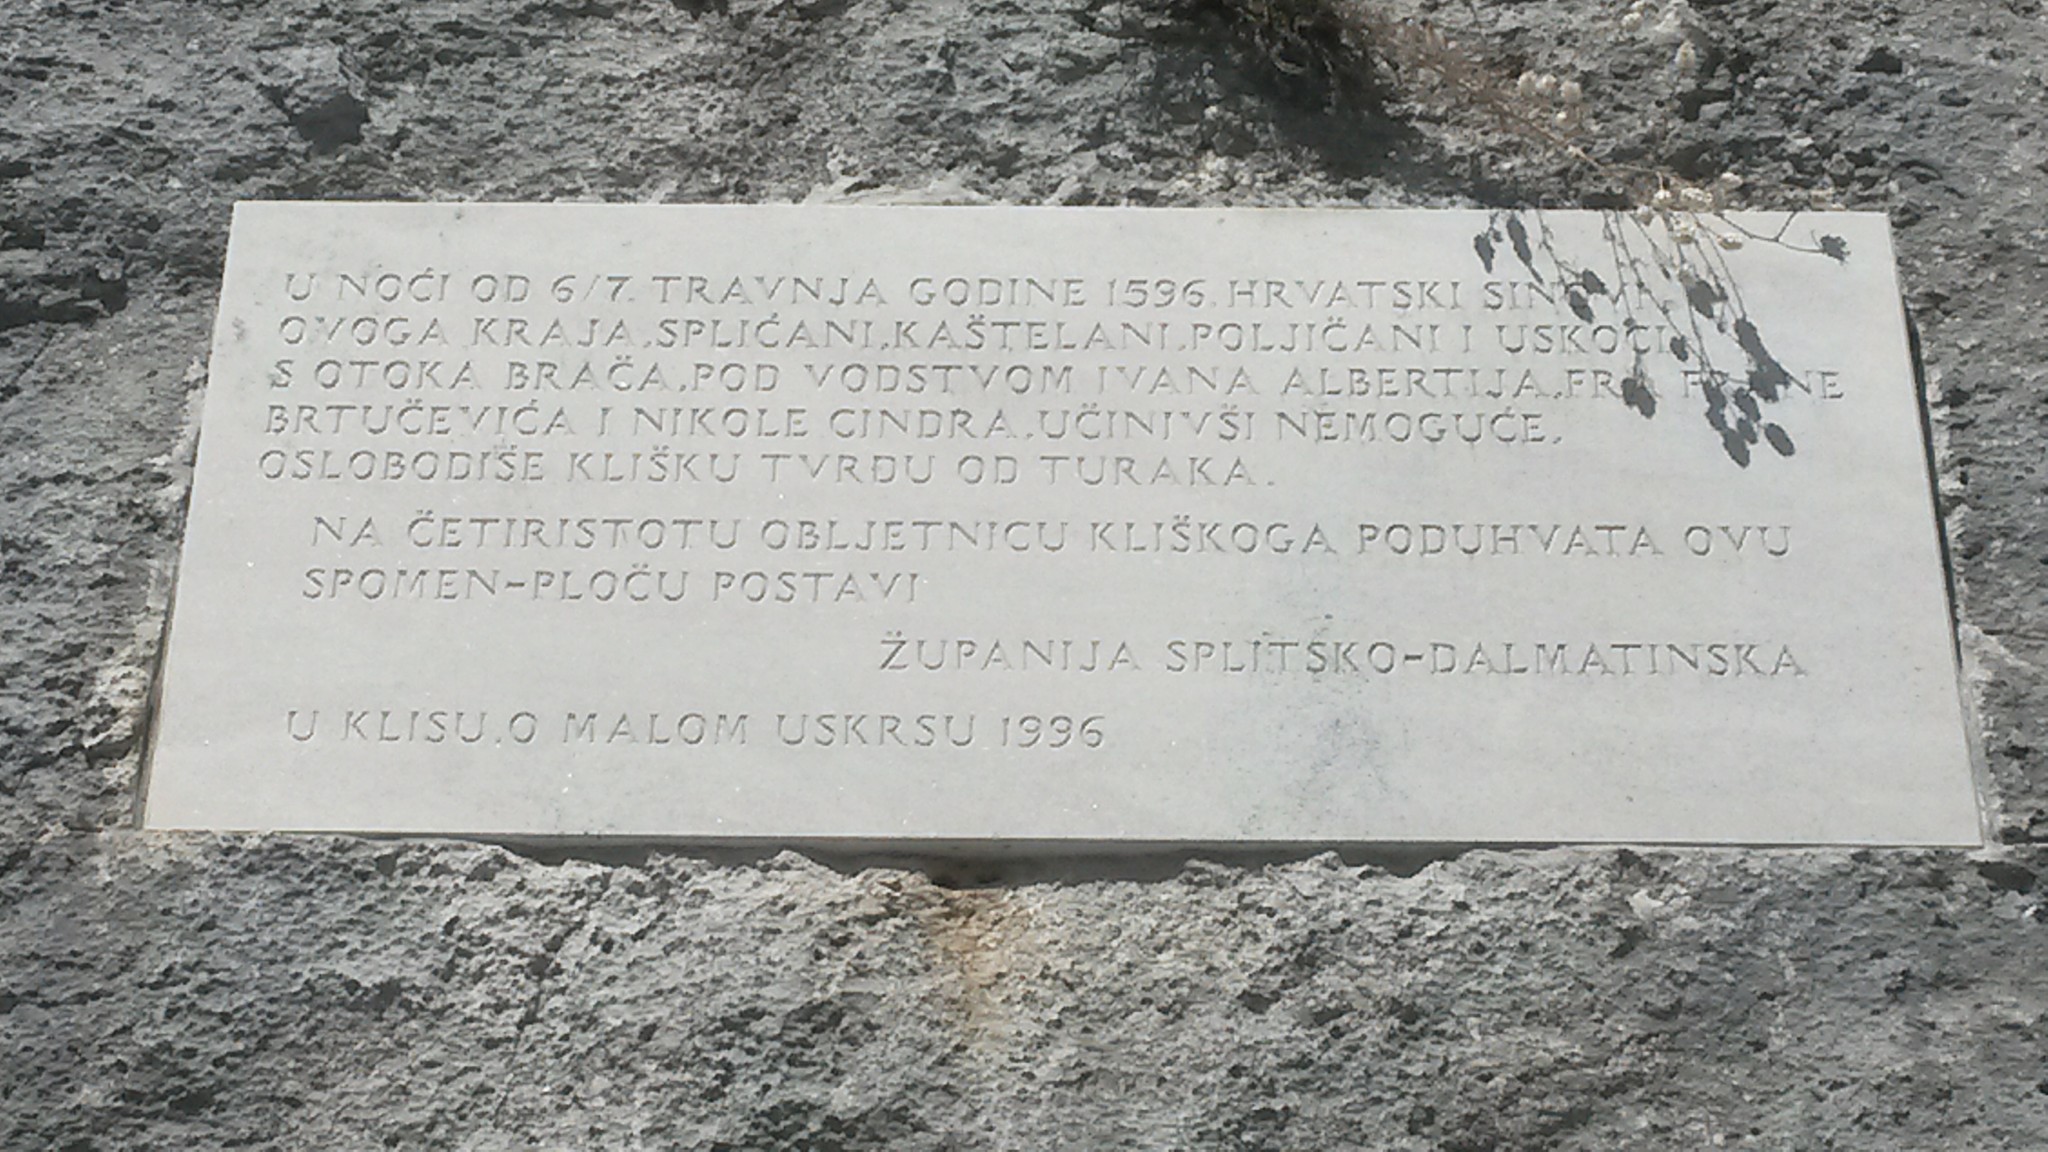 U NOĆI OD 6/7. TRAVNJA GODINE 1596. HRVATSKI SINOVI
OVOGA KRAJA, SPLIĆANI, KAŠTELANI, POLJIČANI I USKOCI
S OTOKA BRAČA, POD VODSTVOM IVANA ALBERTIJA,
BRTUČEVIĆA I NIKOLE CINDRA, UČINIVŠI NEMOGUĆE,
OSLOBODIŠE KLIŠKU TVRĐU OD TURAKA.
NA ČETIRISTOTU OBLJETNICU KLIŠKOGA PODUHVATA OVU
SPOMEN-PLOČU POSTAVI
ŽUPANIJA SPLITSKO-DALMATINSKA
U KLISU, O MALOM USKRSU 1996